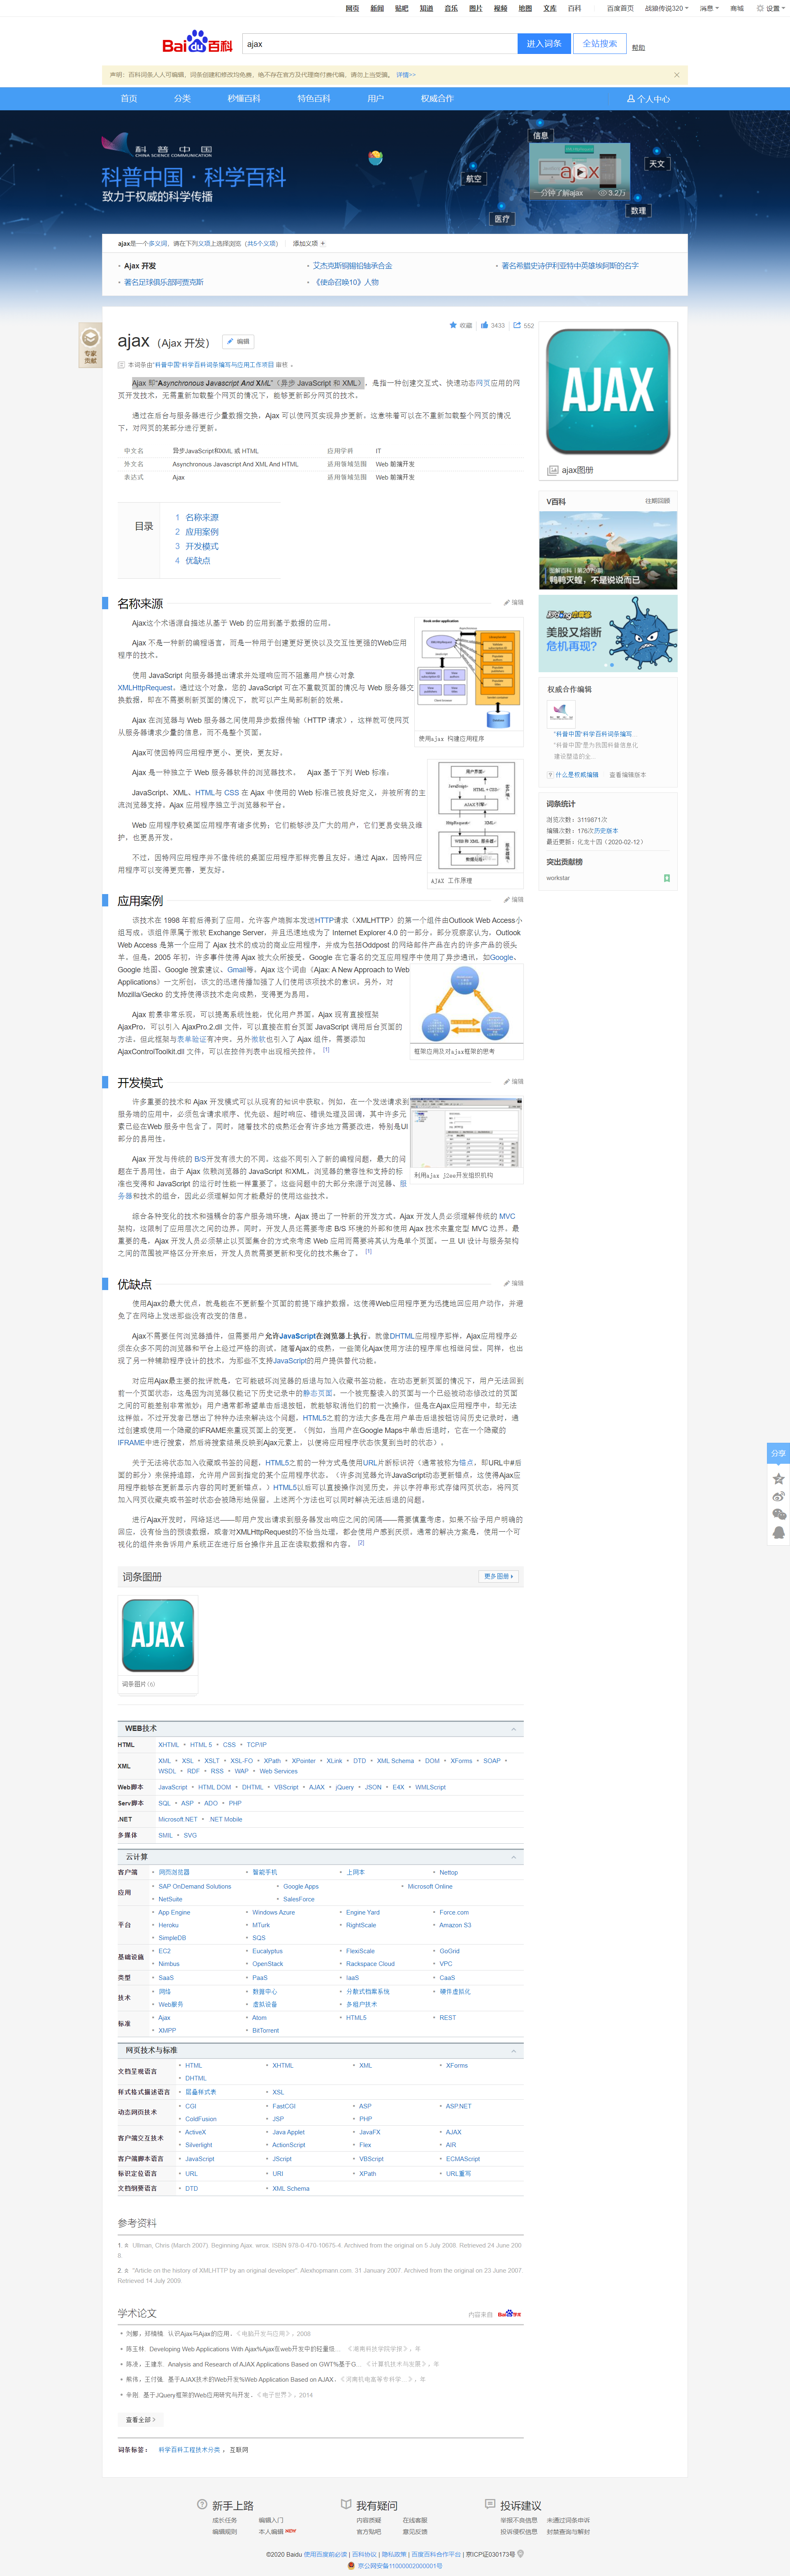 网页 新闻 贴吧 知道 音乐 图片 视频 地图 文库 百科
百度首页 战狼传说320 消息 商城 设置
Baidu百科
ajax
进入词条 全站搜索 帮助
声明:百科词条人人可编辑,词条创建和修改均免费,绝不存在官方及代理商付费代编,请勿上当受骗。 详情>>
首页 分类 秒懂百科 特色百科 用户 权威合作 个人中心
科普中国
CHINA SCIENCE COMMUNICATION
科普中国·科学百科
致力于权威的科学传播
信息
航空
天文
医疗
数理
一分钟了解ajax 3.2万
ajax是一个多义词,请在下列义项上选择浏览(共5个义项) 添加义项
Ajax 开发
艾杰克斯铜锡铅轴承合金
著名希腊史诗伊利亚特中英雄埃阿斯的名字
著名足球俱乐部阿贾克斯
《使命召唤10》人物
专家贡献
收藏 3433 552
ajax (Ajax 开发) 编辑
本词条由“科普中国”科学百科词条编写与应用工作项目 审核 。
Ajax 即“Asynchronous Javascript And XML”(异步 JavaScript 和 XML),是指一种创建交互式、快速动态网页应用的网
页开发技术,无需重新加载整个网页的情况下,能够更新部分网页的技术。
通过在后台与服务器进行少量数据交换,Ajax 可以使网页实现异步更新。这意味着可以在不重新加载整个网页的情况
下,对网页的某部分进行更新。
中文名 异步JavaScript和XML 或 HTML 应用学科 IT
外文名 Asynchronous Javascript And XML And HTML 适用领域范围 Web 前端开发
表达式 Ajax 适用领域范围 Web 前端开发
目录
1 名称来源
2 应用案例
3 开发模式
4 优缺点
AJAX
ajax图册
V百科 往期回顾
鸭鸭灭蝗,不是说说而已
美股又熔断
危机再现?
权威合作编辑
“科普中国”科学百科词条编写...
“科普中国”是为我国科普信息化
建设塑造的全...
什么是权威编辑 查看编辑版本
词条统计
浏览次数:3119871次
编辑次数:176次历史版本
最近更新:化龙十四 (2020-02-12)
突出贡献榜
workstar
名称来源 编辑
Ajax这个术语源自描述从基于 Web 的应用到基于数据的应用。
Ajax 不是一种新的编程语言,而是一种用于创建更好更快以及交互性更强的Web应用
程序的技术。
使用 JavaScript 向服务器提出请求并处理响应而不阻塞用户核心对象
XMLHttpRequest。通过这个对象,您的 JavaScript 可在不重载页面的情况与 Web 服务器交
换数据,即在不需要刷新页面的情况下,就可以产生局部刷新的效果。
Ajax 在浏览器与 Web 服务器之间使用异步数据传输(HTTP 请求),这样就可使网页
从服务器请求少量的信息,而不是整个页面。
Ajax可使因特网应用程序更小、更快,更友好。
Ajax 是一种独立于 Web 服务器软件的浏览器技术。 Ajax 基于下列 Web 标准:
JavaScript、XML、HTML与 CSS 在 Ajax 中使用的 Web 标准已被良好定义,并被所有的主
流浏览器支持。Ajax 应用程序独立于浏览器和平台。
Web 应用程序较桌面应用程序有诸多优势;它们能够涉及广大的用户,它们更易安装及维
护,也更易开发。
不过,因特网应用程序并不像传统的桌面应用程序那样完善且友好。通过 Ajax,因特网应
用程序可以变得更完善,更友好。
使用ajax 构建应用程序
AJAX 工作原理
应用案例 编辑
该技术在 1998 年前后得到了应用。允许客户端脚本发送HTTP请求(XMLHTTP)的第一个组件由Outlook Web Access小
组写成。该组件原属于微软 Exchange Server,并且迅速地成为了 Internet Explorer 4.0 的一部分。部分观察家认为,Outlook
Web Access 是第一个应用了 Ajax 技术的成功的商业应用程序,并成为包括Oddpost 的网络邮件产品在内的许多产品的领头
羊。但是,2005 年初,许多事件使得 Ajax 被大众所接受。Google 在它著名的交互应用程序中使用了异步通讯,如Google、
Google 地图、Google 搜索建议、Gmail等。Ajax 这个词由《Ajax: A New Approach to Web
Applications》一文所创,该文的迅速传播加强了人们使用该项技术的意识。另外,对
Mozilla/Gecko 的支持使得该技术走向成熟,变得更为易用。
Ajax 前景非常乐观,可以提高系统性能,优化用户界面。Ajax 现有直接框架
AjaxPro,可以引入 AjaxPro.2.dll 文件,可以直接在前台页面 JavaScript 调用后台页面的
方法。但此框架与表单验证有冲突。另外微软也引入了 Ajax 组件,需要添加
AjaxControlToolkit.dll 文件,可以在控件列表中出现相关控件。 [1]
框架应用及对ajax框架的思考
开发模式 编辑
许多重要的技术和 Ajax 开发模式可以从现有的知识中获取。例如,在一个发送请求到
服务端的应用中,必须包含请求顺序、优先级、超时响应、错误处理及回调,其中许多元
素已经在Web 服务中包含了。同时,随着技术的成熟还会有许多地方需要改进,特别是UI
部分的易用性。
Ajax 开发与传统的 B/S开发有很大的不同。这些不同引入了新的编程问题,最大的问
题在于易用性。由于 Ajax 依赖浏览器的 JavaScript 和XML,浏览器的兼容性和支持的标
准也变得和 JavaScript 的运行时性能一样重要了。这些问题中的大部分来源于浏览器、服
务器和技术的组合,因此必须理解如何才能最好的使用这些技术。
综合各种变化的技术和强耦合的客户服务端环境,Ajax 提出了一种新的开发方式。Ajax 开发人员必须理解传统的 MVC
架构,这限制了应用层次之间的边界。同时,开发人员还需要考虑 B/S 环境的外部和使用 Ajax 技术来重定型 MVC 边界。最
重要的是,Ajax 开发人员必须禁止以页面集合的方式来考虑 Web 应用而需要将其认为是单个页面。一旦 UI 设计与服务架构
之间的范围被严格区分开来后,开发人员就需要更新和变化的技术集合了。 [1]
利用ajax j2ee开发组织机构
优缺点 编辑
使用Ajax的最大优点,就是能在不更新整个页面的前提下维护数据。这使得Web应用程序更为迅捷地回应用户动作,并避
免了在网络上发送那些没有改变的信息。
Ajax不需要任何浏览器插件,但需要用户允许JavaScript在浏览器上执行。就像DHTML应用程序那样,Ajax应用程序必
须在众多不同的浏览器和平台上经过严格的测试。随着Ajax的成熟,一些简化Ajax使用方法的程序库也相继问世。同样,也出
现了另一种辅助程序设计的技术,为那些不支持JavaScript的用户提供替代功能。
对应用Ajax最主要的批评就是,它可能破坏浏览器的后退与加入收藏书签功能。在动态更新页面的情况下,用户无法回到
前一个页面状态,这是因为浏览器仅能记下历史记录中的静态页面。一个被完整读入的页面与一个已经被动态修改过的页面
之间的可能差别非常微妙;用户通常都希望单击后退按钮,就能够取消他们的前一次操作,但是在Ajax应用程序中,却无法
这样做。不过开发者已想出了种种办法来解决这个问题,HTML5之前的方法大多是在用户单击后退按钮访问历史记录时,通
过创建或使用一个隐藏的IFRAME来重现页面上的变更。(例如,当用户在Google Maps中单击后退时,它在一个隐藏的
IFRAME中进行搜索,然后将搜索结果反映到Ajax元素上,以便将应用程序状态恢复到当时的状态)。
关于无法将状态加入收藏或书签的问题,HTML5之前的一种方式是使用URL片断标识符(通常被称为锚点,即URL中#后
面的部分)来保持追踪,允许用户回到指定的某个应用程序状态。(许多浏览器允许JavaScript动态更新锚点,这使得Ajax应
用程序能够在更新显示内容的同时更新锚点。)HTML5以后可以直接操作浏览历史,并以字符串形式存储网页状态,将网页
加入网页收藏夹或书签时状态会被隐形地保留。上述两个方法也可以同时解决无法后退的问题。
进行Ajax开发时,网络延迟——即用户发出请求到服务器发出响应之间的间隔——需要慎重考虑。如果不给予用户明确的
回应,没有恰当的预读数据,或者对XMLHttpRequest的不恰当处理,都会使用户感到厌烦。通常的解决方案是,使用一个可
视化的组件来告诉用户系统正在进行后台操作并且正在读取数据和内容。 [2]
分享
词条图册 更多图册
AJAX
词条图片(6)
WEB技术
HTML XHTML HTML 5 CSS TCP/IP
XML XML XSL XSLT XSL-FO XPath XPointer XLink DTD XML Schema DOM XForms SOAP
WSDL RDF RSS WAP Web Services
Web脚本 JavaScript HTML DOM DHTML VBScript AJAX jQuery JSON E4X WMLScript
Serv脚本 SQL ASP ADO PHP
.NET Microsoft.NET .NET Mobile
多媒体 SMIL SVG
云计算
客户端 网页浏览器 智能手机 上网本 Nettop
应用 SAP OnDemand Solutions Google Apps Microsoft Online
NetSuite SalesForce
平台 App Engine Windows Azure Engine Yard Force.com
Heroku MTurk RightScale Amazon S3
SimpleDB SQS
基础设施 EC2 Eucalyptus FlexiScale GoGrid
Nimbus OpenStack Rackspace Cloud VPC
类型 SaaS PaaS IaaS CaaS
技术 网络 数据中心 分散式档案系统 硬件虚拟化
Web服务 虚拟设备 多租户技术
标准 Ajax Atom HTML5 REST
XMPP BitTorrent
网页技术与标准
文档呈现语言 HTML XHTML XML XForms
DHTML
样式格式描述语言 层叠样式表 XSL
动态网页技术 CGI FastCGI ASP ASP.NET
ColdFusion JSP PHP
客户端交互技术 ActiveX Java Applet JavaFX AJAX
Silverlight ActionScript Flex AIR
客户端脚本语言 JavaScript JScript VBScript ECMAScript
标识定位语言 URL URI XPath URL重写
文档纲要语言 DTD XML Schema
参考资料
1. Ullman, Chris (March 2007). Beginning Ajax. wrox. ISBN 978-0-470-10675-4. Archived from the original on 5 July 2008. Retrieved 24 June 200
8.
2. "Article on the history of XMLHTTP by an original developer". Alexhopmann.com. 31 January 2007. Archived from the original on 23 June 2007.
Retrieved 14 July 2009.
学术论文 内容来自 Baidu学术
认识Ajax与Ajax的应用.《电脑开发与应用》, 2009
陈玉林. Developing Web Applications With Ajax%Ajax在web开发中的轻量级... 年
陈凌, 王建东. Analysis and Research of AJAX Applications Based on GWT%基于G... 《计算机技术与发展》, 年
熊伟, 王付强. 基于AJAX技术的Web开发%Web Application Based on AJAX.《河南机电高等专科学...》, 年
辛刚. 基于JQuery框架的Web应用研究与开发.《电子世界》, 2014
查看全部
词条标签: 科学百科工程技术分类 , 互联网
新手上路 我有疑问 投诉建议
成长任务 编辑入门 内容质疑 在线客服 举报不良信息 未通过词条申诉
编辑规则 本人编辑 NEW 官方贴吧 意见反馈 投诉侵权信息 封禁查询与解封
©2020 Baidu 使用百度前必读 | 百科协议 | 隐私政策 | 百度百科合作平台 | 京ICP证030173号
京公网安备11000002000001号